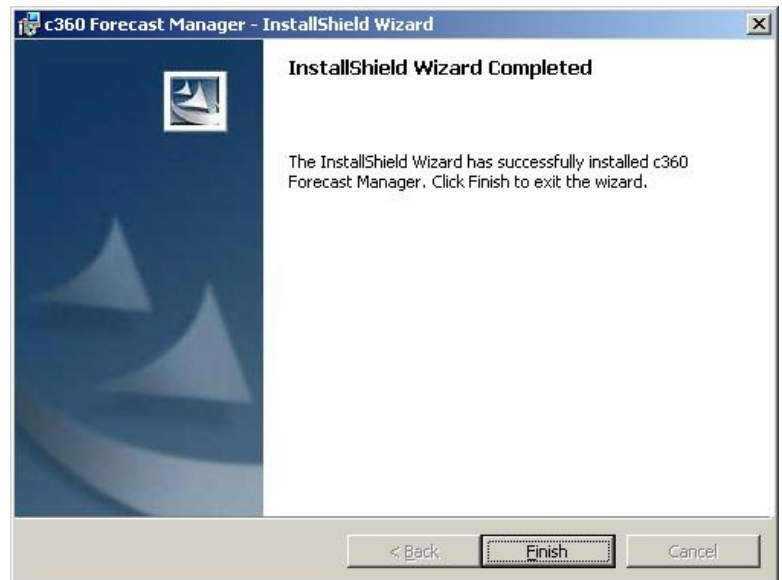 c360 Forecast Manager - InstallShield Wizard
InstallShield Wizard Completed
The InstallShield Wizard has successfully installed c360
Forecast Manager. Click Finish to exit the wizard.
< Back Finish Cancel